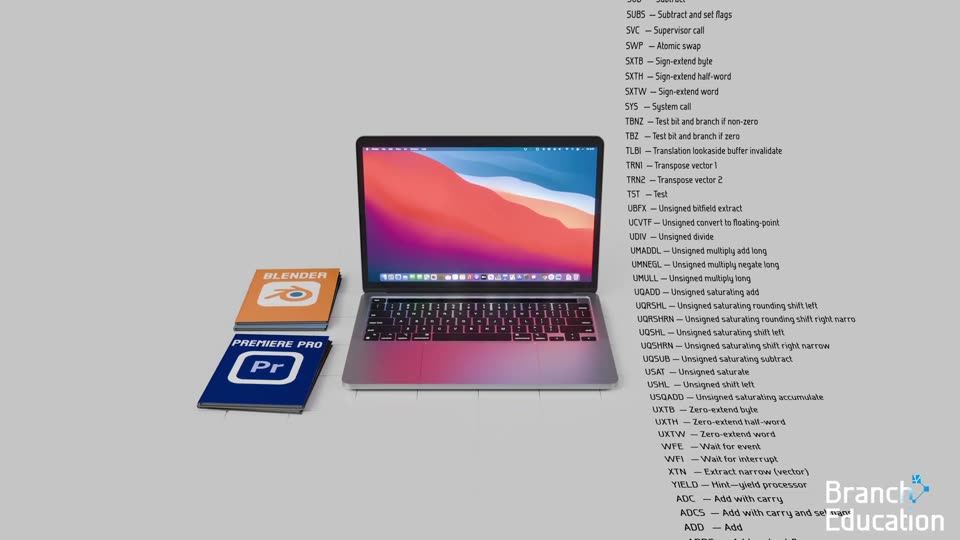 SUBS — Subtract and set flags
SVC — Supervisor call
SWP — Atomic swap
SXTB — Sign-extend byte
SXTH — Sign-extend half-word
SXTW — Sign-extend word
SYS — System call
TBNZ — Test bit and branch if non-zero
TBZ — Test bit and branch if zero
TLBI — Translation lookaside buffer invalidate
TRN1 — Transpose vector 1
TRN2 — Transpose vector 2
TST — Test
UBFX — Unsigned bitfield extract
UCVTF — Unsigned convert to floating-point
UDIV — Unsigned divide
UMADDL — Unsigned multiply add long
UMNEGL — Unsigned multiply negate long
UMULL — Unsigned multiply long
UQADD — Unsigned saturating add
UQRSHL — Unsigned saturating rounding shift left
UQRSHRN — Unsigned saturating rounding shift right narro
UQSHL — Unsigned saturating shift left
UQSHRN — Unsigned saturating shift right narrow
UQSUB — Unsigned saturating subtract
USAT — Unsigned saturate
USHL — Unsigned shift left
USQADD — Unsigned saturating accumulate
UXTB — Zero-extend byte
UXTH — Zero-extend half-word
UXTW — Zero-extend word
WFE — Wait for event
WFI — Wait for interrupt
XTN — Extract narrow (vector)
YIELD — Hint—yield processor
ADC — Add with carry
ADCS — Add with carry and set
ADD — Add
BLENDER
PREMIERE PRO
Pr
Branch
Education